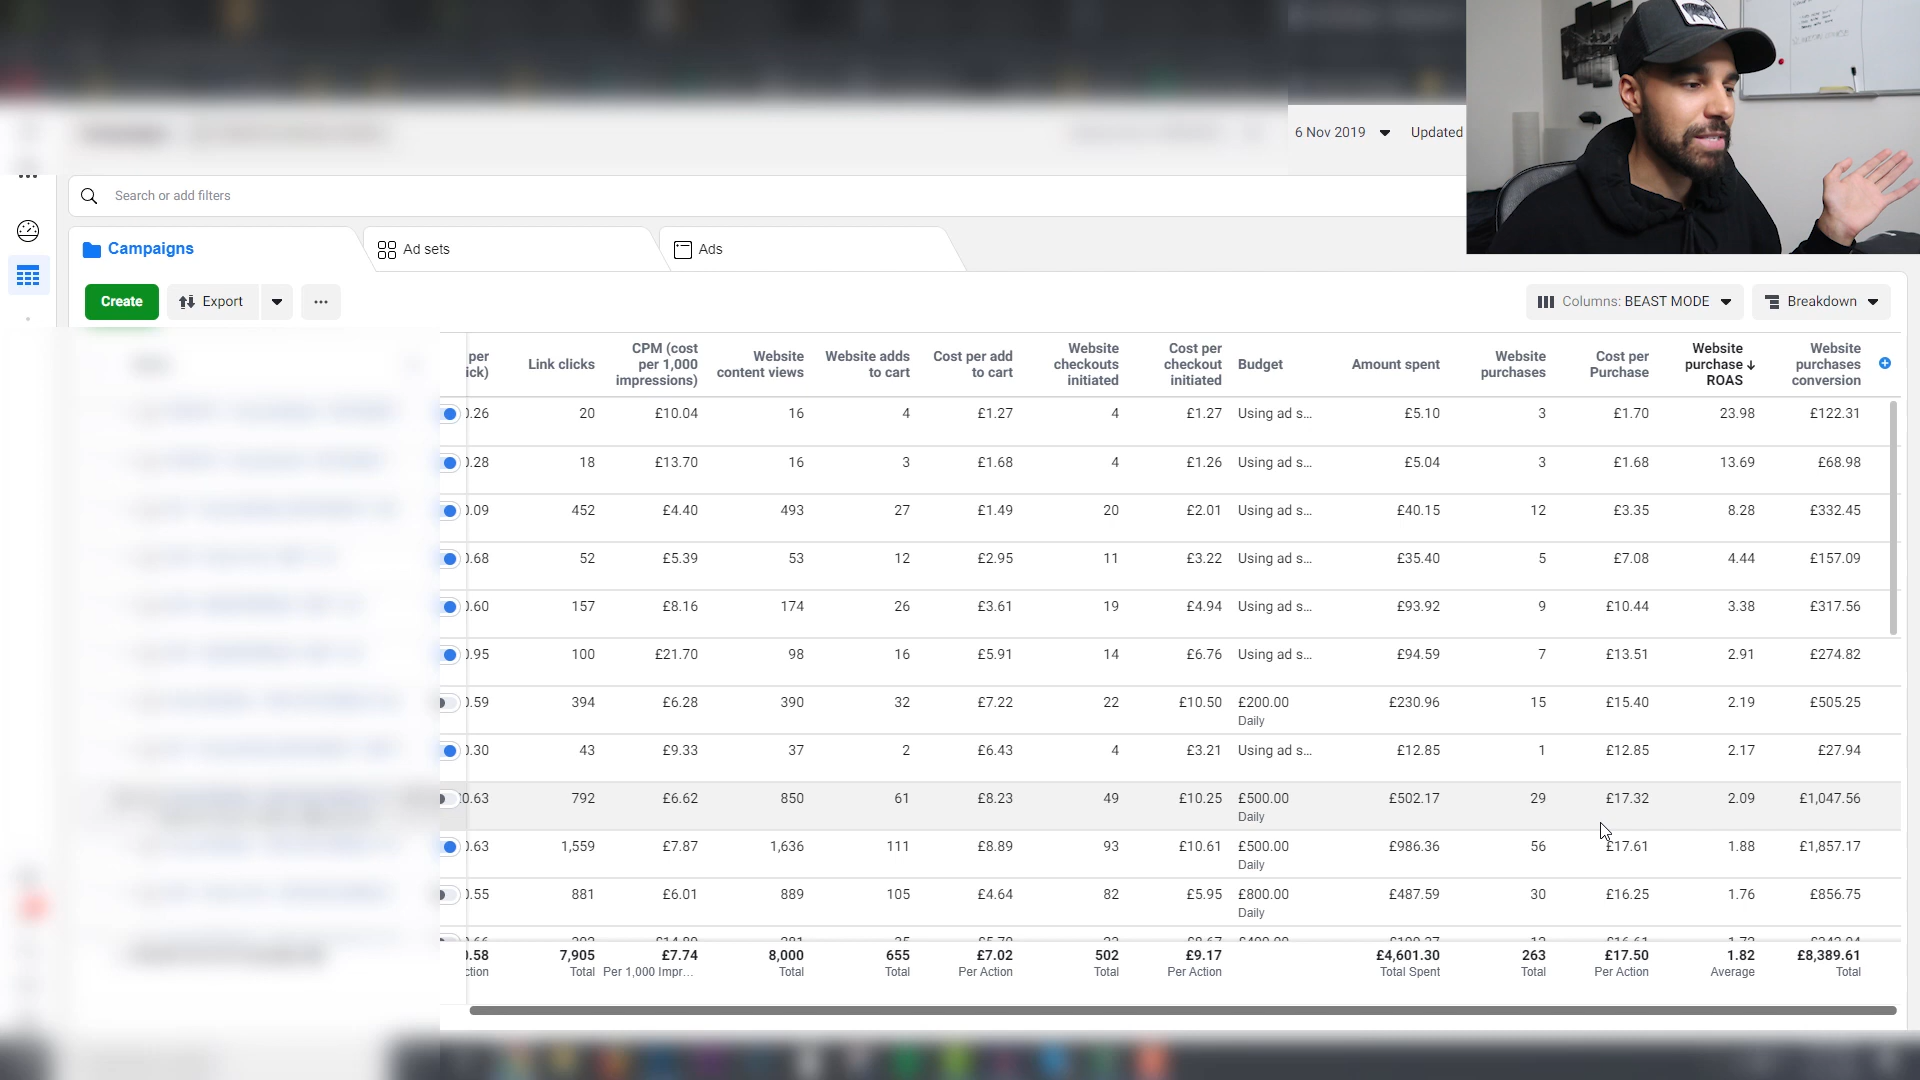 6 Nov 2019 Updated
Search or add filters
Campaigns Ad sets Ads
Create Export Columns: BEAST MODE Breakdown
per Link clicks CPM (cost per 1,000 impressions) Website content views Website adds to cart Cost per add to cart Website checkouts initiated Cost per checkout initiated Budget Amount spent Website purchases Cost per Purchase Website purchase ↓ ROAS Website purchases conversion
.26 20 £10.04 16 4 £1.27 4 £1.27 Using ad s... £5.10 3 £1.70 23.98 £122.31
.28 18 £13.70 16 3 £1.68 4 £1.26 Using ad s... £5.04 3 £1.68 13.69 £68.98
.09 452 £4.40 493 27 £1.49 20 £2.01 Using ad s... £40.15 12 £3.35 8.28 £332.45
.68 52 £5.39 53 12 £2.95 11 £3.22 Using ad s... £35.40 5 £7.08 4.44 £157.09
.60 157 £8.16 174 26 £3.61 19 £4.94 Using ad s... £93.92 9 £10.44 3.38 £317.56
.95 100 £21.70 98 16 £5.91 14 £6.76 Using ad s... £94.59 7 £13.51 2.91 £274.82
.59 394 £6.28 390 32 £7.22 22 £10.50 £200.00 Daily £230.96 15 £15.40 2.19 £505.25
.30 43 £9.33 37 2 £6.43 4 £3.21 Using ad s... £12.85 1 £12.85 2.17 £27.94
0.63 792 £6.62 850 61 £8.23 49 £10.25 £500.00 Daily £502.17 29 £17.32 2.09 £1,047.56
.63 1,559 £7.87 1,636 111 £8.89 93 £10.61 £500.00 Daily £986.36 56 £17.61 1.88 £1,857.17
.55 881 £6.01 889 105 £4.64 82 £5.95 £800.00 Daily £487.59 30 £16.25 1.76 £856.75
.58 7,905 £7.74 8,000 655 £7.02 502 £9.17 £4,601.30 263 £17.50 1.82 £8,389.61
Total Per 1,000 Impr... Total Total Per Action Total Per Action Total Spent Total Per Action Average Total